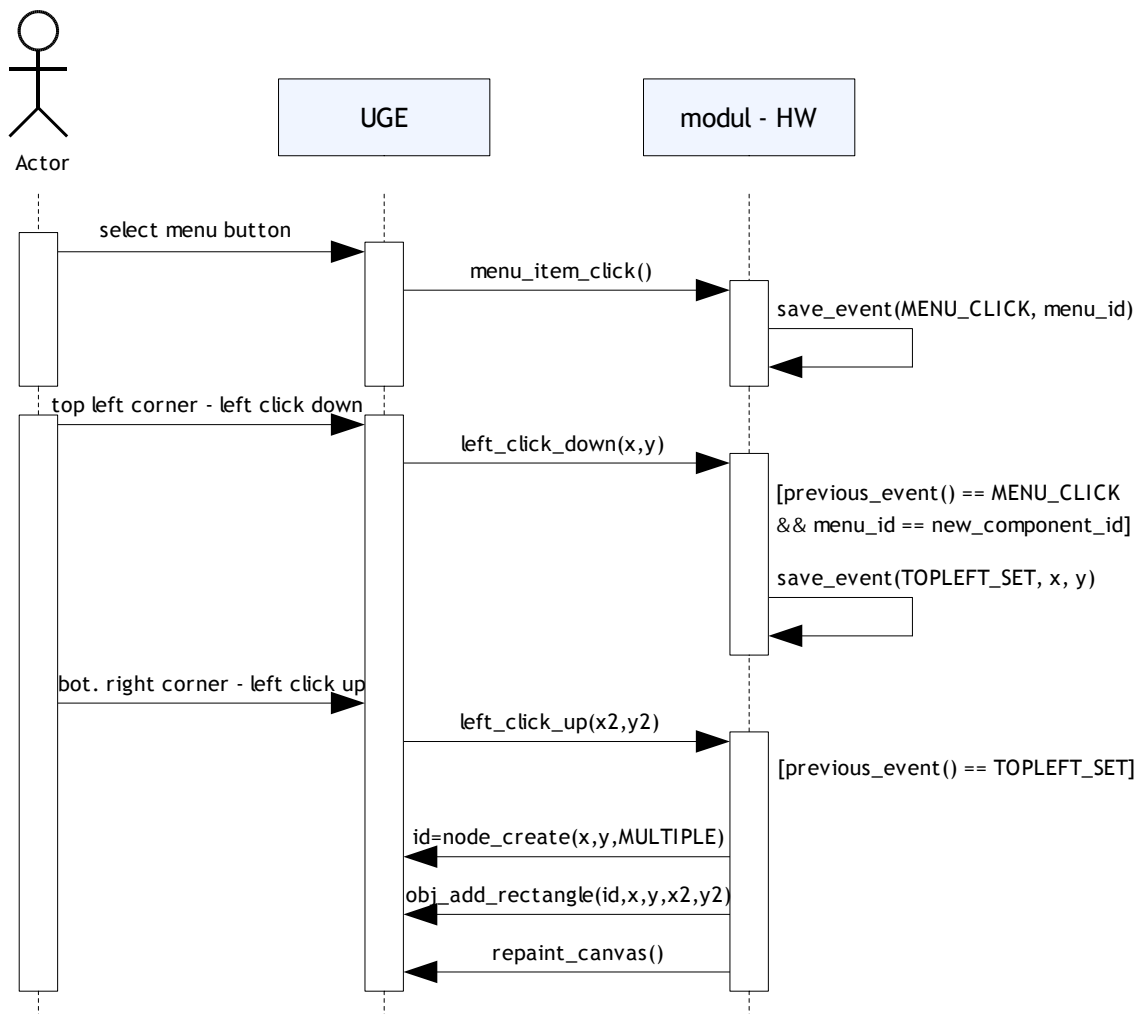 UGE
modul - HW
Actor
select menu button
menu_item_click()
save_event(MENU_CLICK, menu_id)
top left corner - left click down
left_click_down(x,y)
[previous_event() == MENU_CLICK
&& menu_id == new_component_id]
save_event(TOPLEFT_SET, x, y)
bot. right corner - left click up
left_click_up(x2,y2)
[previous_event() == TOPLEFT_SET]
id=node_create(x,y,MULTIPLE)
obj_add_rectangle(id,x,y,x2,y2)
repaint_canvas()